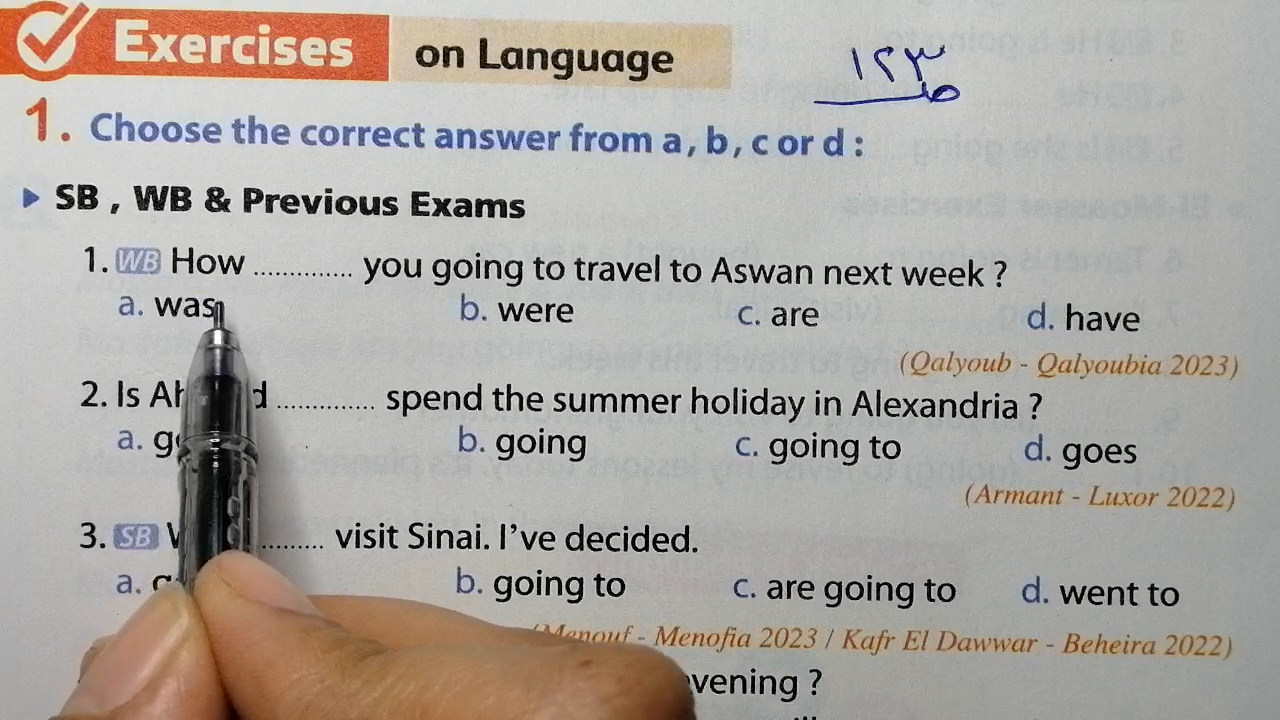 Exercises on Language
ص ١٢٣
1. Choose the correct answer from a, b, c or d :
SB , WB & Previous Exams
1. WB How ............. you going to travel to Aswan next week ?
a. was b. were c. are d. have
(Qalyoub - Qalyoubia 2023)
2. Is ............. spend the summer holiday in Alexandria ?
a. b. going c. going to d. goes
(Armant - Luxor 2022)
3. SB ......... visit Sinai. I've decided.
a. b. going to c. are going to d. went to
(Menouf - Menofia 2023 / Kafr El Dawwar - Beheira 2022)
evening ?